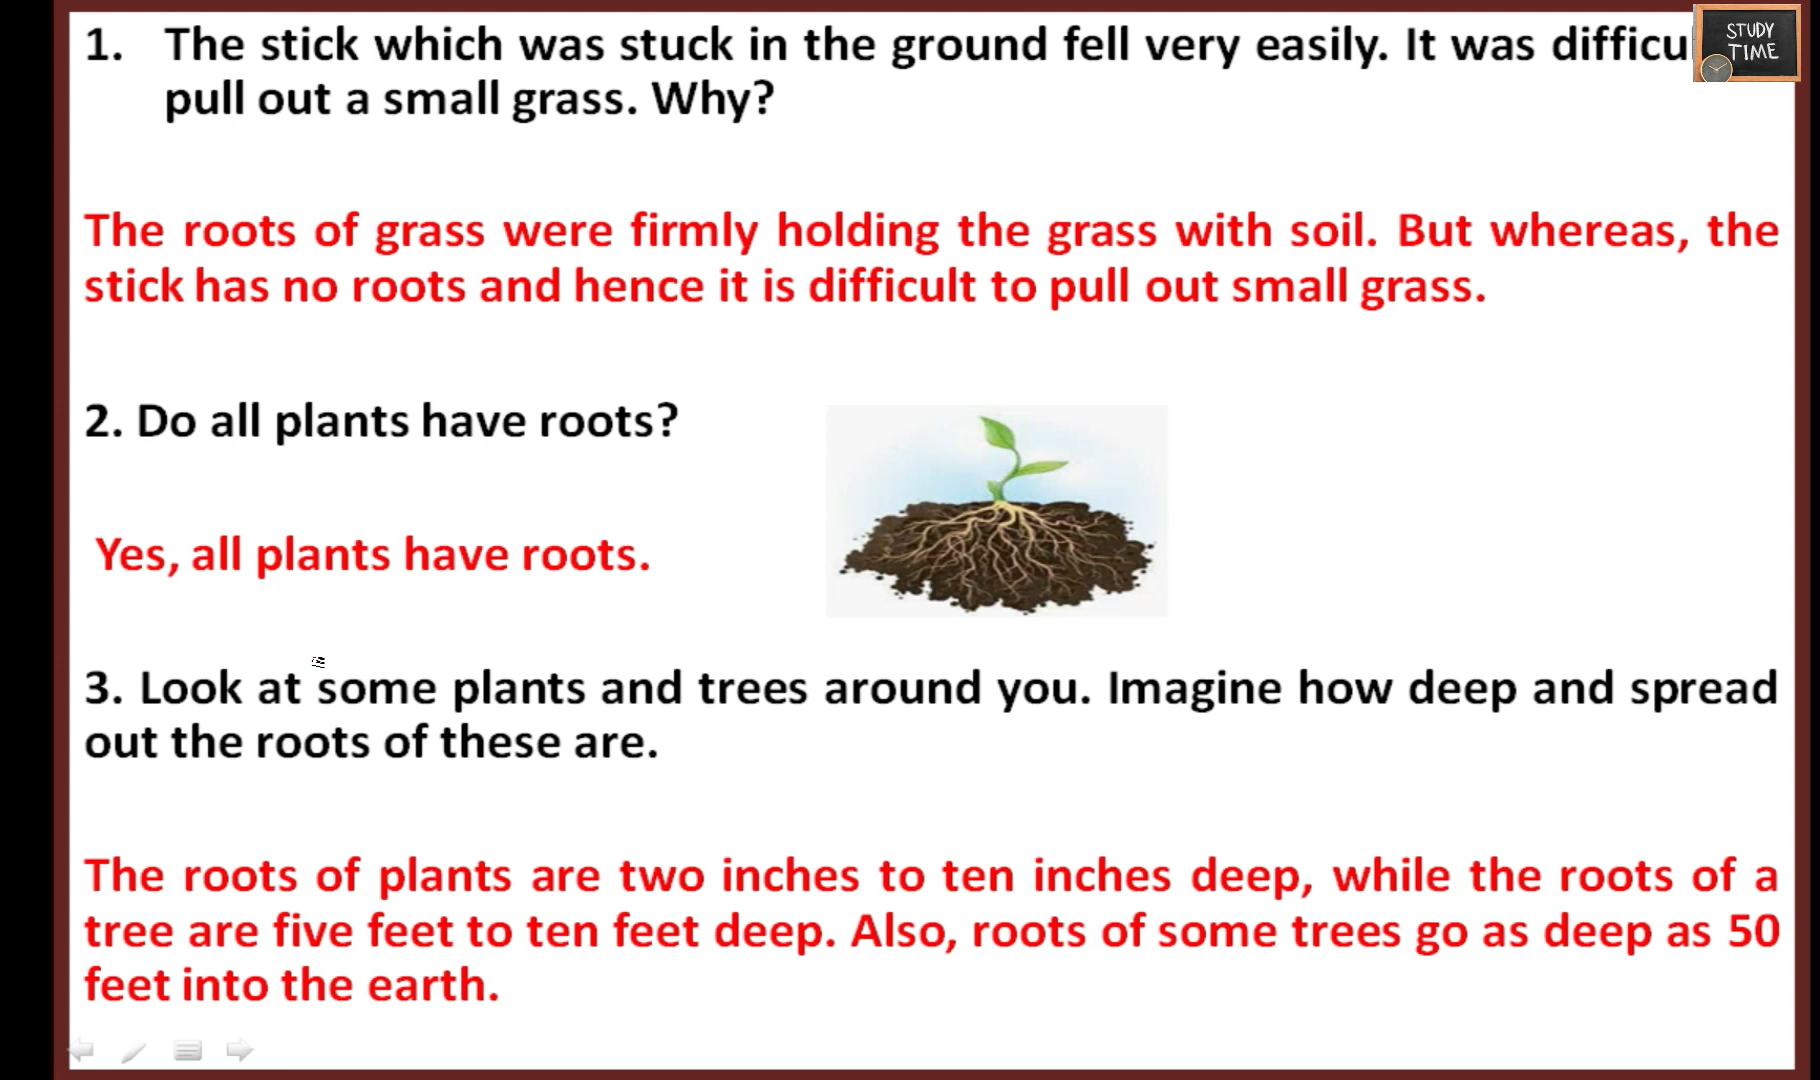 1. The stick which was stuck in the ground fell very easily. It was difficu
STUDY
TIME
pull out a small grass. Why?
The roots of grass were firmly holding the grass with soil. But whereas, the
stick has no roots and hence it is difficult to pull out small grass.
2. Do all plants have roots?
Yes, all plants have roots.
3. Look at some plants and trees around you. Imagine how deep and spread
out the roots of these are.
The roots of plants are two inches to ten inches deep, while the roots of a
tree are five feet to ten feet deep. Also, roots of some trees go as deep as 50
feet into the earth.